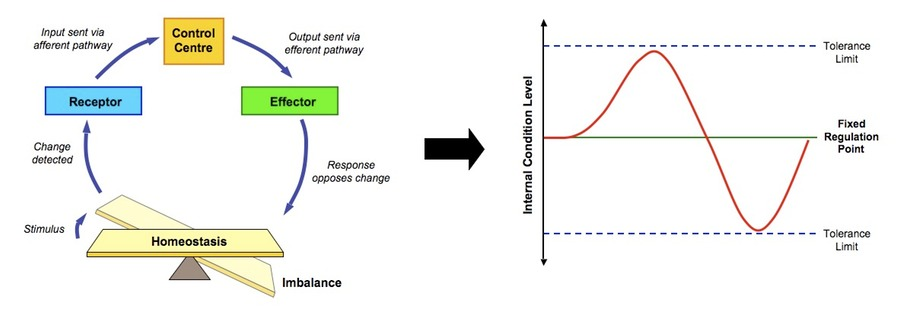 Input sent via
afferent pathway
Control
Centre
Output sent via
efferent pathway
Receptor
Effector
Change
detected
Response
opposes change
Stimulus
Homeostasis
Imbalance
Internal Condition Level
Tolerance
Limit
Fixed
Regulation
Point
Tolerance
Limit